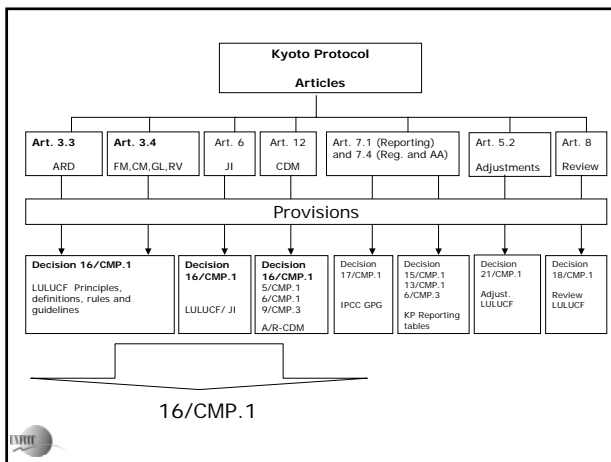 Kyoto Protocol
Articles
Art. 3.3
ARD
Art. 3.4
FM,CM,GL,RV
Art. 6
JI
Art. 12
CDM
Art. 7.1 (Reporting)
and 7.4 (Reg. and AA)
Art. 5.2
Adjustments
Art. 8
Review
Provisions
Decision 16/CMP.1
LULUCF Principles,
definitions, rules and
guidelines
Decision
16/CMP.1
LULUCF/ JI
Decision
16/CMP.1
5/CMP.1
6/CMP.1
9/CMP.3
A/R-CDM
Decision
17/CMP.1
IPCC GPG
Decision
15/CMP.1
13/CMP.1
6/CMP.3
KP Reporting
tables
Decision
21/CMP.1
Adjust.
LULUCF
Decision
18/CMP.1
Review
LULUCF
16/CMP.1
UNFCCC